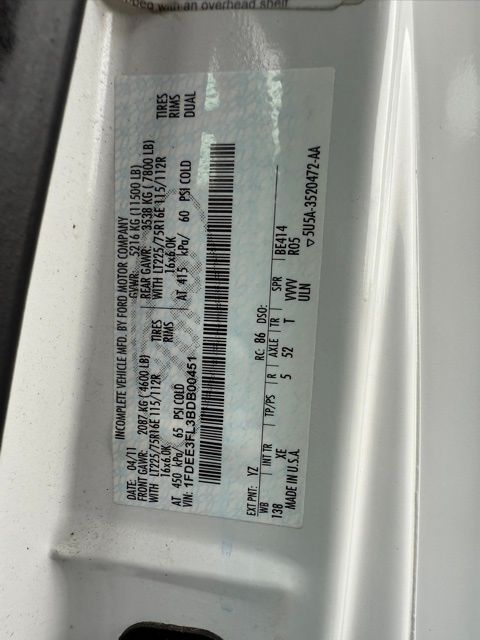 with an overhead shelf
INCOMPLETE VEHICLE MFD. BY FORD MOTOR COMPANY
DATE: 04/11 GVWR: 5216 KG (11500 LB)
FRONT GAWR: 2087 KG (4600 LB) REAR GAWR: 3538 KG (7800 LB)
WITH LT225/75R16E 115/112R TIRES WITH LT225/75R16E 115/112R TIRES
16x6.0K RIMS 16x6.0K RIMS
AT 450 kPa/ 65 PSI COLD AT 415 kPa/ 60 PSI COLD DUAL
VIN: 1FDEE3FL3BDB00451
EXT PNT: YZ RC: 86 DSO:
WB INT TR TP/PS R AXLE TR SPR BE414
138 XE 5 52 T VVVV R05
MADE IN U.S.A. ULN
▽5U5A-3520472-AA